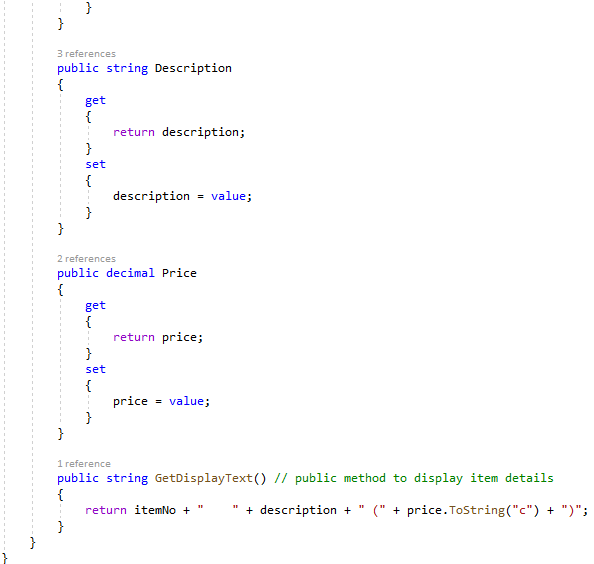 }
    }

    3 references
    public string Description
    {
        get
        {
            return description;
        }
        set
        {
            description = value;
        }
    }

    2 references
    public decimal Price
    {
        get
        {
            return price;
        }
        set
        {
            price = value;
        }
    }

    1 reference
    public string GetDisplayText() // public method to display item details
    {
        return itemNo + "    " + description + " (" + price.ToString("c") + ")";
    }
  }
}